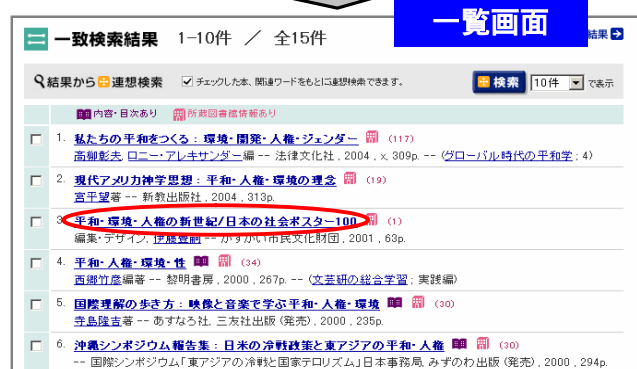 一覧画面
一致検索結果 1-10件 ／ 全15件
結果
結果から連想検索 チェックした本、関連ワードをもとに連想検索できます。 検索 10件 で表示
内容・目次あり 所蔵図書館情報あり
1. 私たちの平和をつくる：環境・開発・人権・ジェンダー (117)
高柳彰夫, ロニー・アレキサンダー編 -- 法律文化社, 2004, x, 309p. -- (グローバル時代の平和学 ; 4)
2. 現代アメリカ神学思想：平和・人権・環境の理念 (19)
宮平望著 -- 新教出版社, 2004, 313p.
3. 平和・環境・人権の新世紀/日本の社会ポスター100 (1)
編集・デザイン, 伊藤豊嗣 -- かすがい市民文化財団, 2001, 63p.
4. 平和・人権・環境・性 (34)
西郷竹彦編著 -- 黎明書房, 2000, 267p. -- (文芸研の総合学習 ; 実践編)
5. 国際理解の歩き方：映像と音楽で学ぶ平和・人権・環境 (30)
寺島隆吉著 -- あすなろ社, 三友社出版 (発売), 2000, 235p.
6. 沖縄シンポジウム報告集：日米の冷戦政策と東アジアの平和・人権 (30)
-- 国際シンポジウム「東アジアの冷戦と国家テロリズム」日本事務局, みずのわ出版 (発売), 2000, 294p.